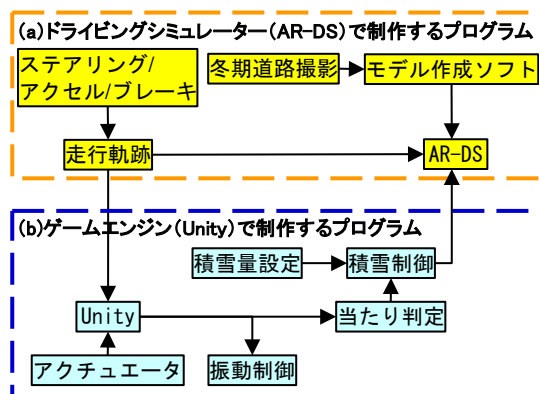 (a)ドライビングシミュレーター(AR-DS)で制作するプログラム
ステアリング/
アクセル/ブレーキ
冬期道路撮影
モデル作成ソフト
走行軌跡
AR-DS
(b)ゲームエンジン(Unity)で制作するプログラム
積雪量設定
積雪制御
Unity
当たり判定
アクチュエータ
振動制御